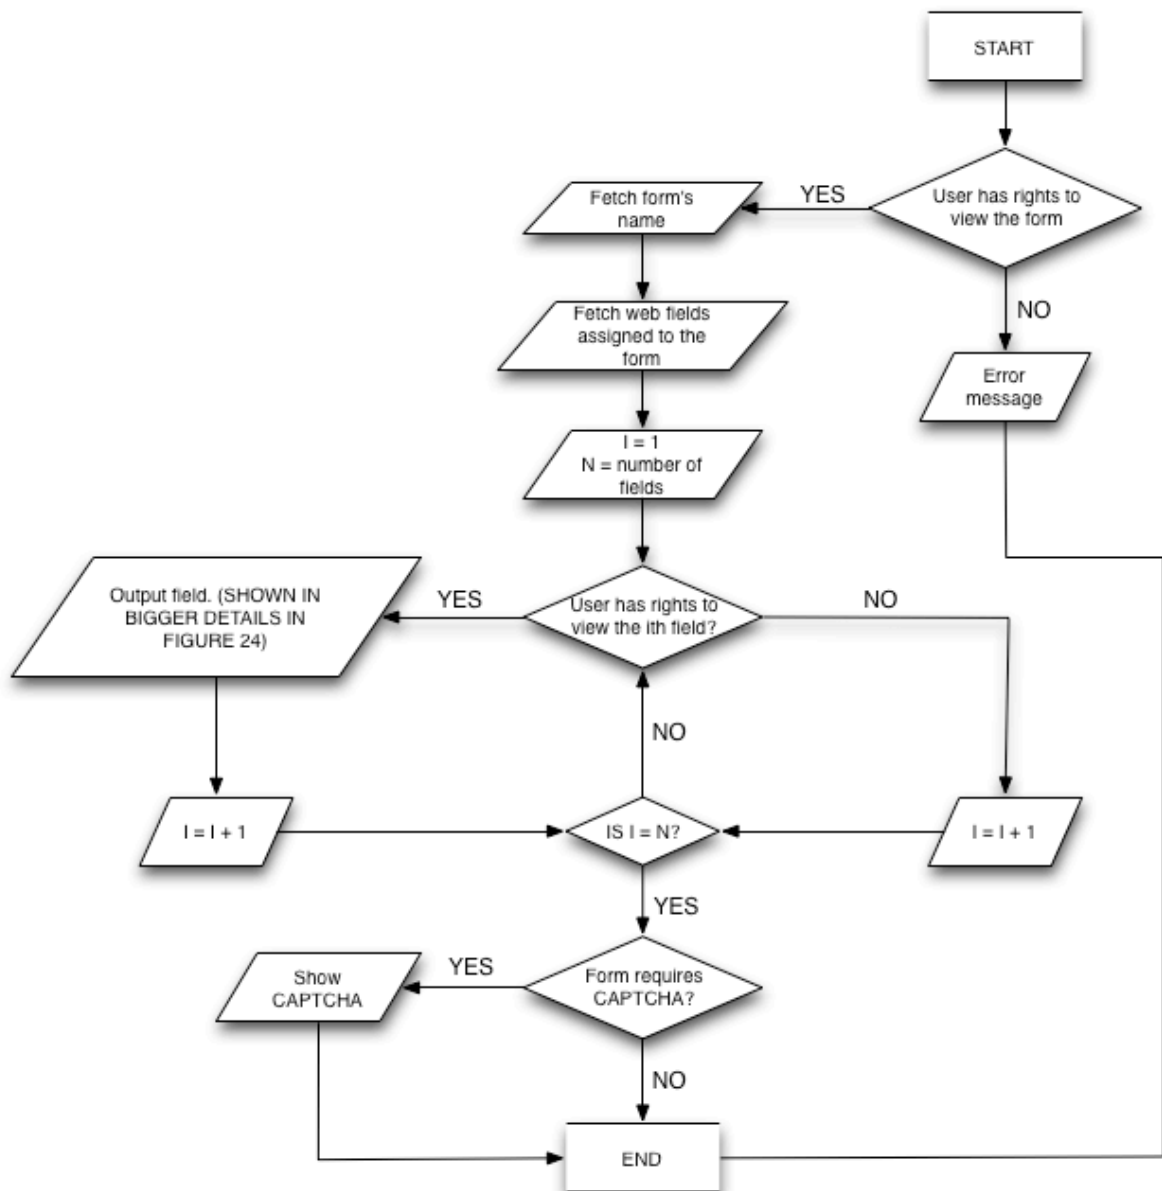 START
User has rights to
view the form
YES
NO
Fetch form's
name
Fetch web fields
assigned to the
form
Error
message
I = 1
N = number of
fields
User has rights to
view the ith field?
YES
NO
Output field. (SHOWN IN
BIGGER DETAILS IN
FIGURE 24)
NO
I = I + 1
IS I = N?
I = I + 1
YES
Form requires
CAPTCHA?
YES
Show
CAPTCHA
NO
END